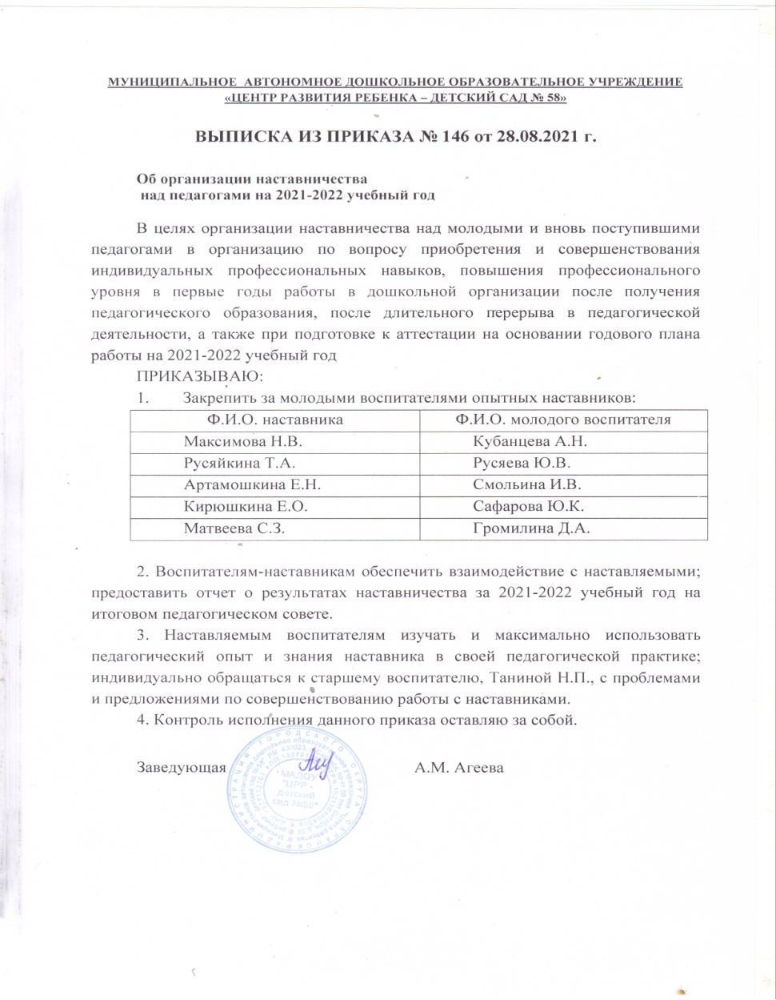 МУНИЦИПАЛЬНОЕ АВТОНОМНОЕ ДОШКОЛЬНОЕ ОБРАЗОВАТЕЛЬНОЕ УЧРЕЖДЕНИЕ
«ЦЕНТР РАЗВИТИЯ РЕБЕНКА – ДЕТСКИЙ САД № 58»
ВЫПИСКА ИЗ ПРИКАЗА № 146 от 28.08.2021 г.
Об организации наставничества
над педагогами на 2021-2022 учебный год
В целях организации наставничества над молодыми и вновь поступившими
педагогами в организацию по вопросу приобретения и совершенствования
индивидуальных профессиональных навыков, повышения профессионального
уровня в первые годы работы в дошкольной организации после получения
педагогического образования, после длительного перерыва в педагогической
деятельности, а также при подготовке к аттестации на основании годового плана
работы на 2021-2022 учебный год
ПРИКАЗЫВАЮ:
1. Закрепить за молодыми воспитателями опытных наставников:
Ф.И.О. наставника Ф.И.О. молодого воспитателя
Максимова Н.В. Кубанцева А.Н.
Русяйкина Т.А. Русяева Ю.В.
Артамошкина Е.Н. Смольина И.В.
Кирюшкина Е.О. Сафарова Ю.К.
Матвеева С.З. Громилина Д.А.
2. Воспитателям-наставникам обеспечить взаимодействие с наставляемыми;
предоставить отчет о результатах наставничества за 2021-2022 учебный год на
итоговом педагогическом совете.
3. Наставляемым воспитателям изучать и максимально использовать
педагогический опыт и знания наставника в своей педагогической практике;
индивидуально обращаться к старшему воспитателю, Таниной Н.П., с проблемами
и предложениями по совершенствованию работы с наставниками.
4. Контроль исполнения данного приказа оставляю за собой.
Заведующая А.М. Агеева
"МАДОУ
"ЦРР -
детский
сад №58"